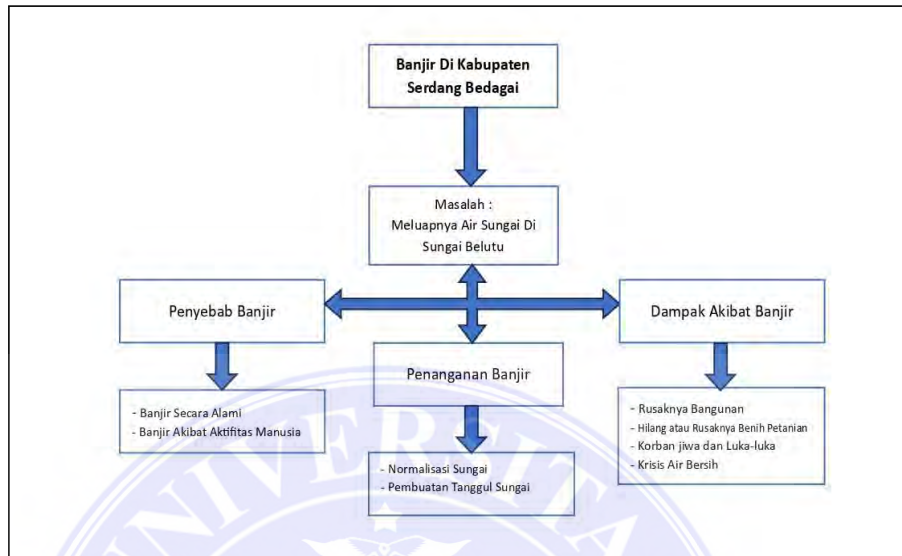 Banjir Di Kabupaten
Serdang Bedagai
Masalah :
Meluapnya Air Sungai Di
Sungai Belutu
Penyebab Banjir
Dampak Akibat Banjir
Penanganan Banjir
- Banjir Secara Alami
- Banjir Akibat Aktifitas Manusia
- Rusaknya Bangunan
- Hilang atau Rusaknya Benih Petanian
- Korban jiwa dan Luka-luka
- Krisis Air Bersih
- Normalisasi Sungai
- Pembuatan Tanggul Sungai
UNIVERSITA